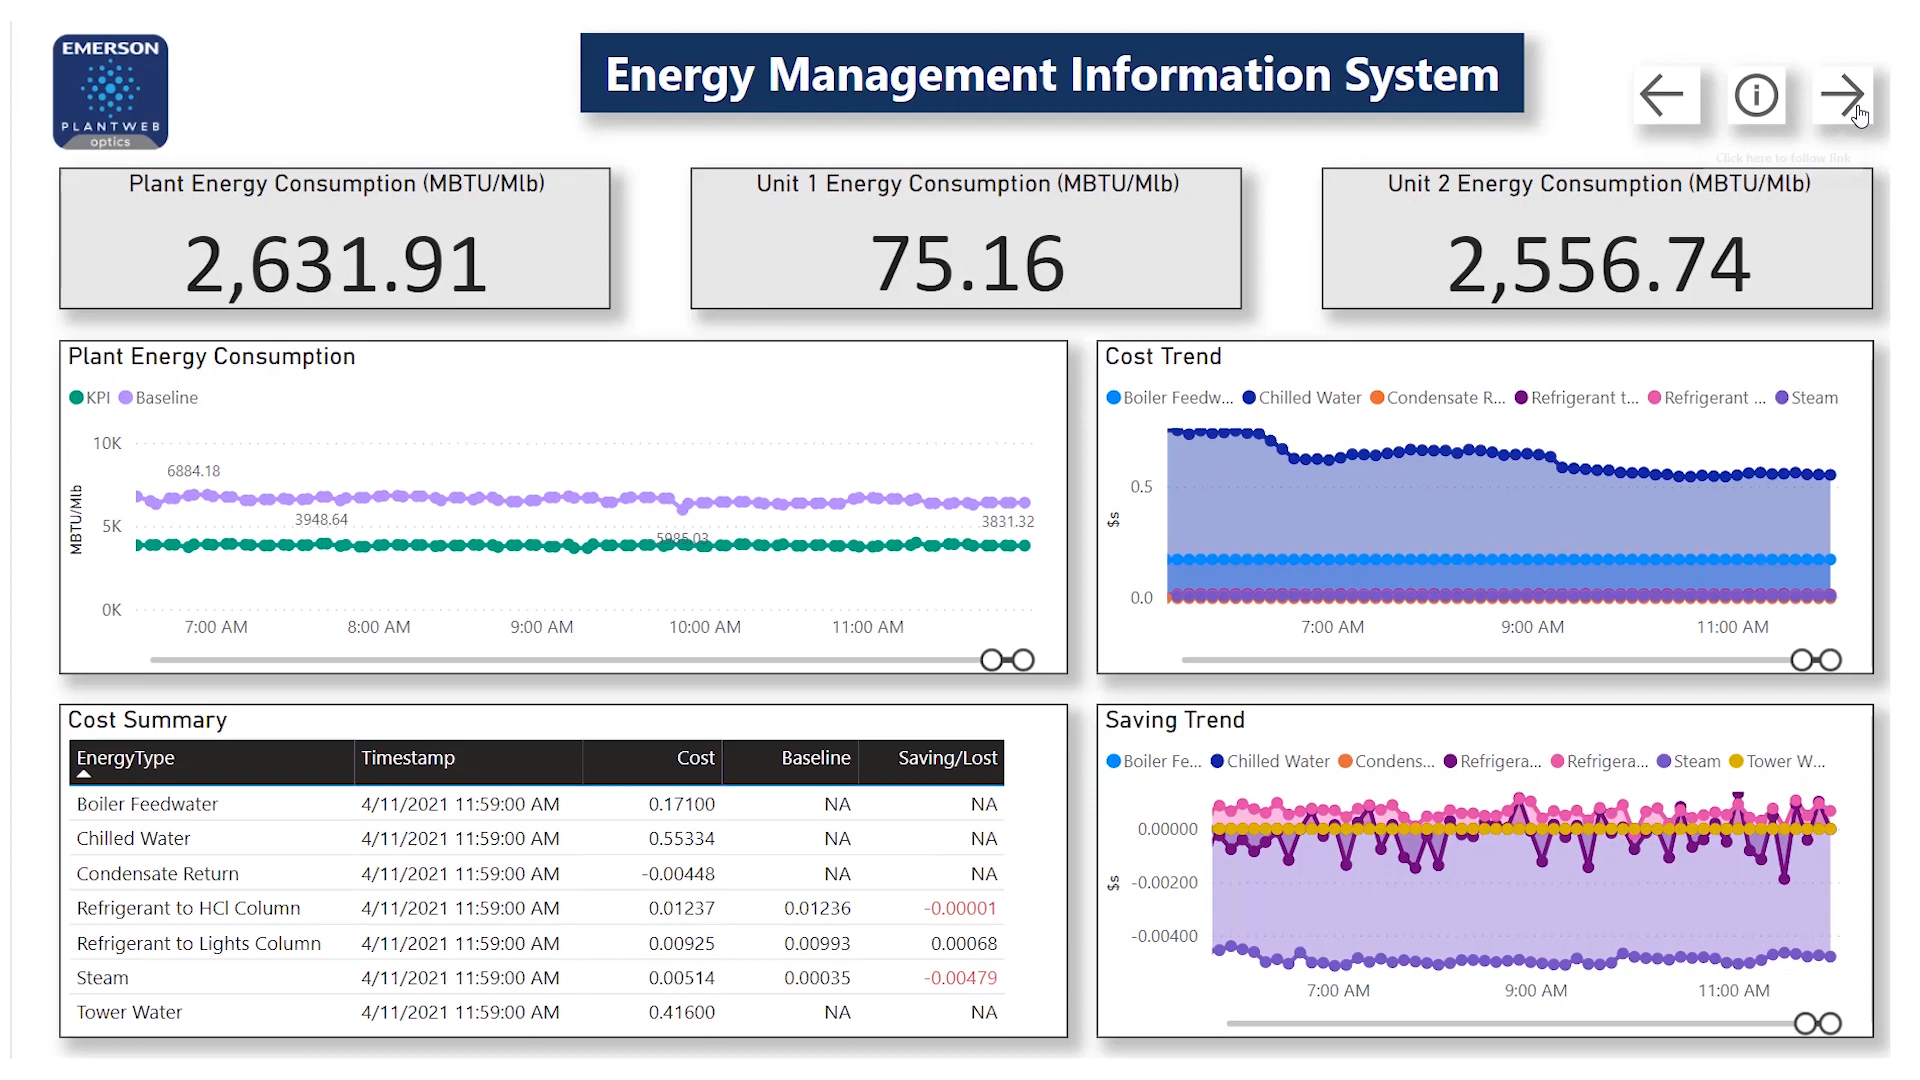 EMERSON
PLANTWEB
optics
Energy Management Information System
Click here to follow link
Plant Energy Consumption (MBTU/Mlb)
2,631.91
Unit 1 Energy Consumption (MBTU/Mlb)
75.16
Unit 2 Energy Consumption (MBTU/Mlb)
2,556.74
Plant Energy Consumption
KPI Baseline
MBTU/Mlb
10K
5K
0K
6884.18
3948.64
5985.03
3831.32
7:00 AM 8:00 AM 9:00 AM 10:00 AM 11:00 AM
Cost Trend
Boiler Feedw... Chilled Water Condensate R... Refrigerant t... Refrigerant ... Steam
$s
0.5
0.0
7:00 AM 9:00 AM 11:00 AM
Cost Summary
EnergyType Timestamp Cost Baseline Saving/Lost
Boiler Feedwater 4/11/2021 11:59:00 AM 0.17100 NA NA
Chilled Water 4/11/2021 11:59:00 AM 0.55334 NA NA
Condensate Return 4/11/2021 11:59:00 AM -0.00448 NA NA
Refrigerant to HCl Column 4/11/2021 11:59:00 AM 0.01237 0.01236 -0.00001
Refrigerant to Lights Column 4/11/2021 11:59:00 AM 0.00925 0.00993 0.00068
Steam 4/11/2021 11:59:00 AM 0.00514 0.00035 -0.00479
Tower Water 4/11/2021 11:59:00 AM 0.41600 NA NA
Saving Trend
Boiler Fe... Chilled Water Condens... Refrigera... Refrigera... Steam Tower W...
$s
0.00000
-0.00200
-0.00400
7:00 AM 9:00 AM 11:00 AM